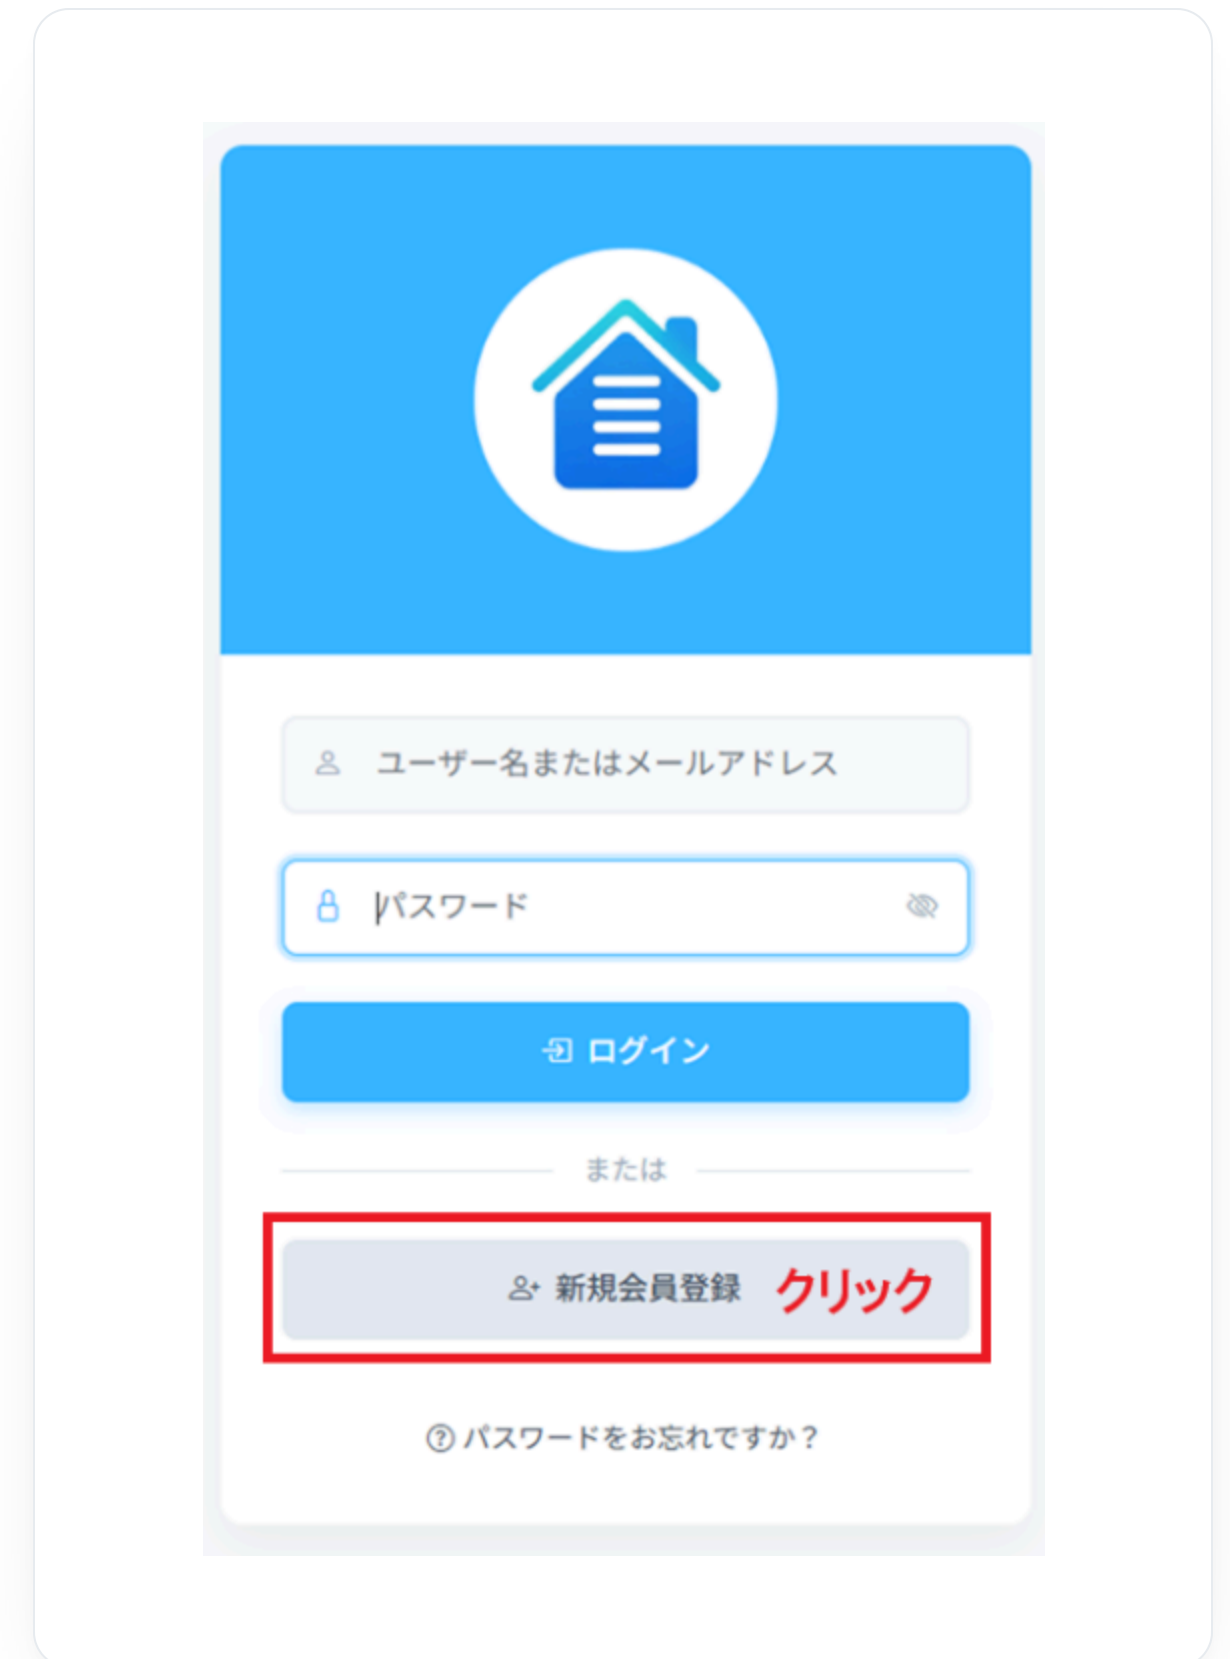 ユーザー名またはメールアドレス
パスワード
ログイン
または
新規会員登録 クリック
パスワードをお忘れですか？